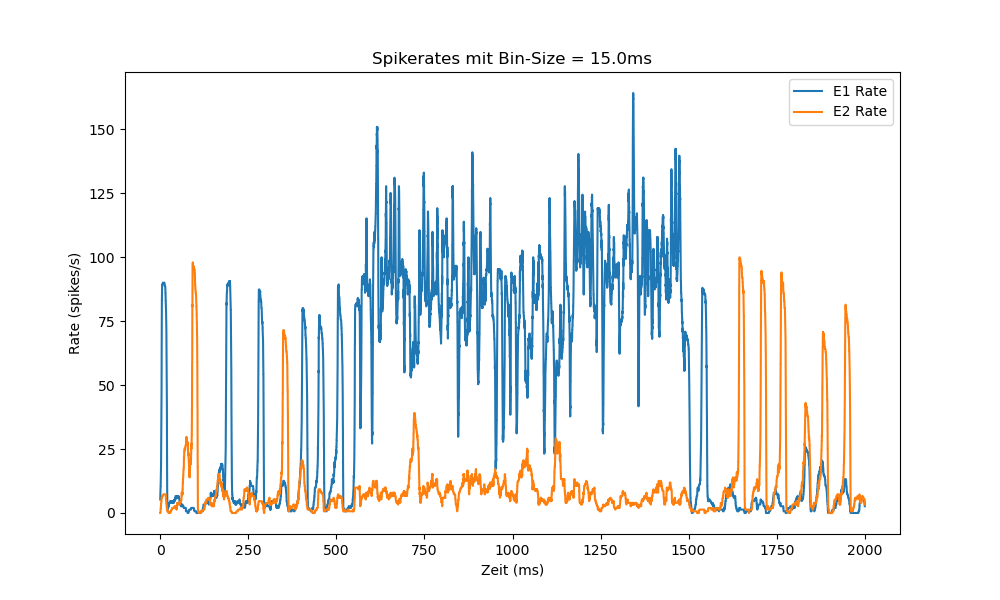 Spikerates mit Bin-Size = 15.0ms
E1 Rate
E2 Rate
Rate (spikes/s)
150
125
100
75
50
25
0
0 250 500 750 1000 1250 1500 1750 2000
Zeit (ms)